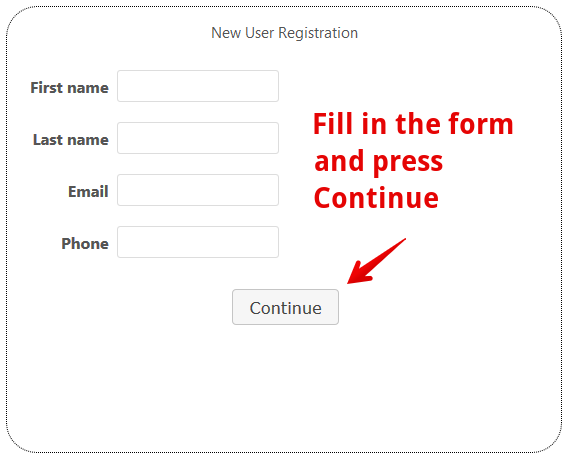 New User Registration
First name
Last name
Fill in the form
and press
Continue
Email
Phone
Continue